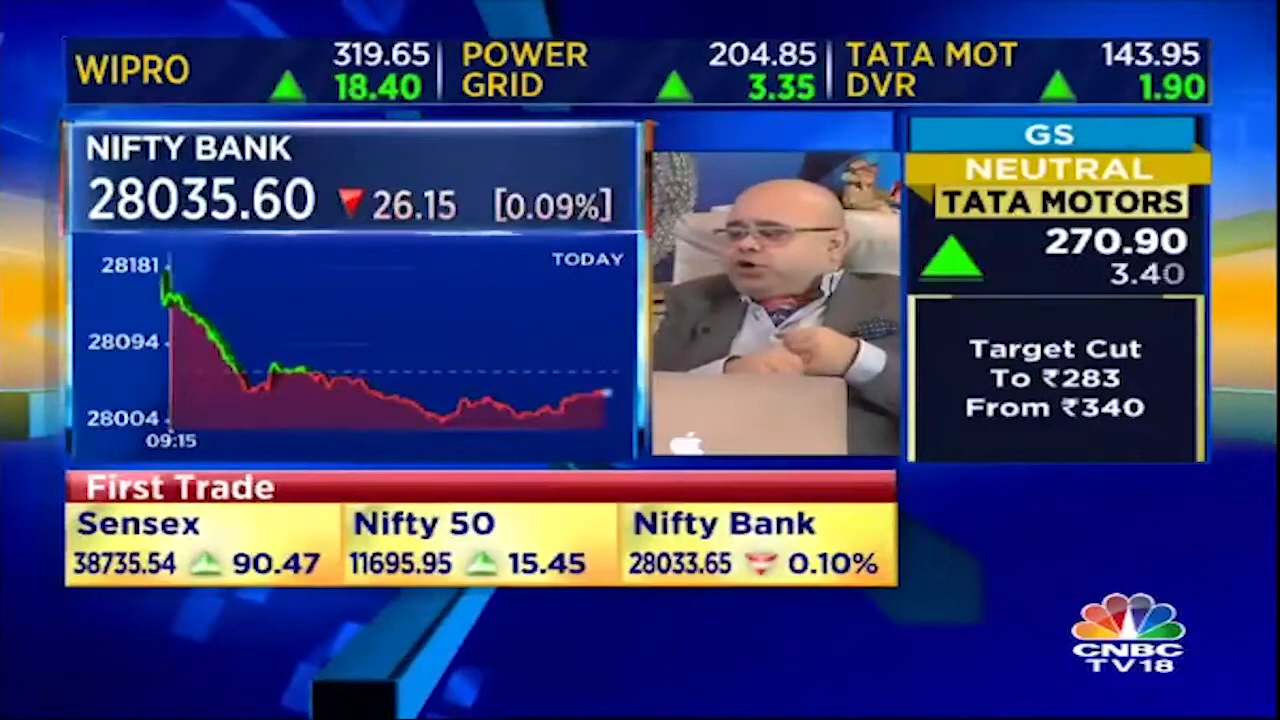 WIPRO 319.65 18.40
POWER GRID 204.85 3.35
TATA MOT DVR 143.95 1.90
NIFTY BANK
28035.60 26.15 [0.09%]
TODAY
28181
28094
28004
09:15
GS
NEUTRAL
TATA MOTORS
270.90
3.40
Target Cut
To ₹283
From ₹340
First Trade
Sensex
38735.54 90.47
Nifty 50
11695.95 15.45
Nifty Bank
28033.65 0.10%
CNBC
TV18